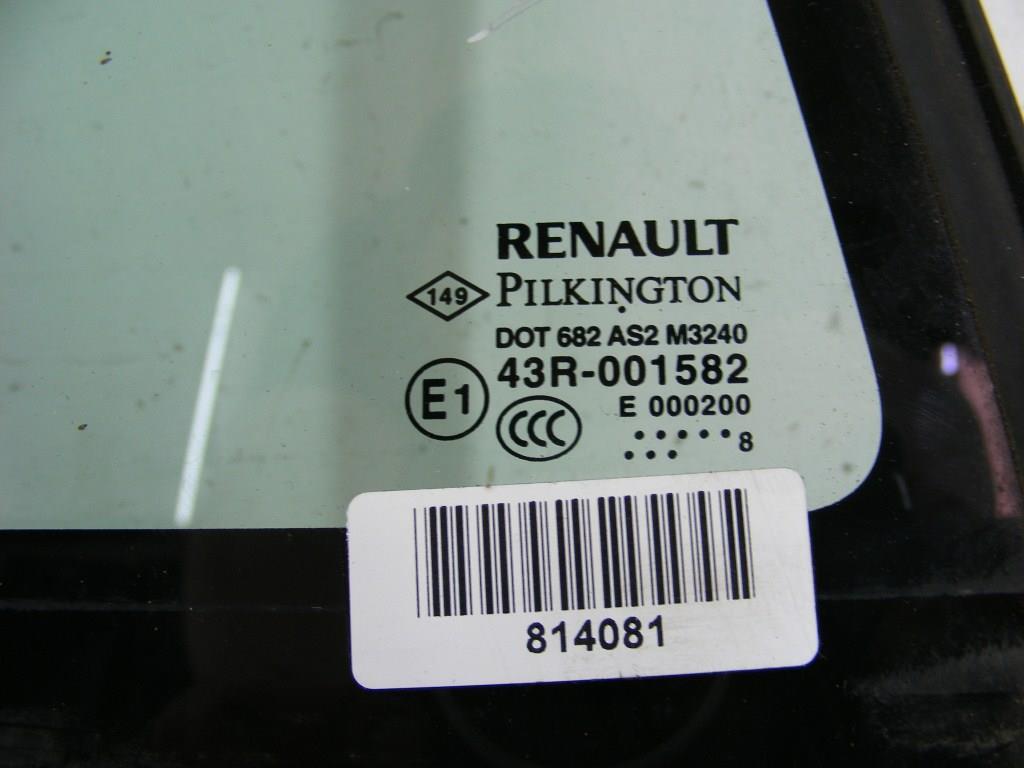 RENAULT
149 PILKINGTON
DOT 682 AS2 M3240
43R-001582
E1
CCC
E 000200
8
814081